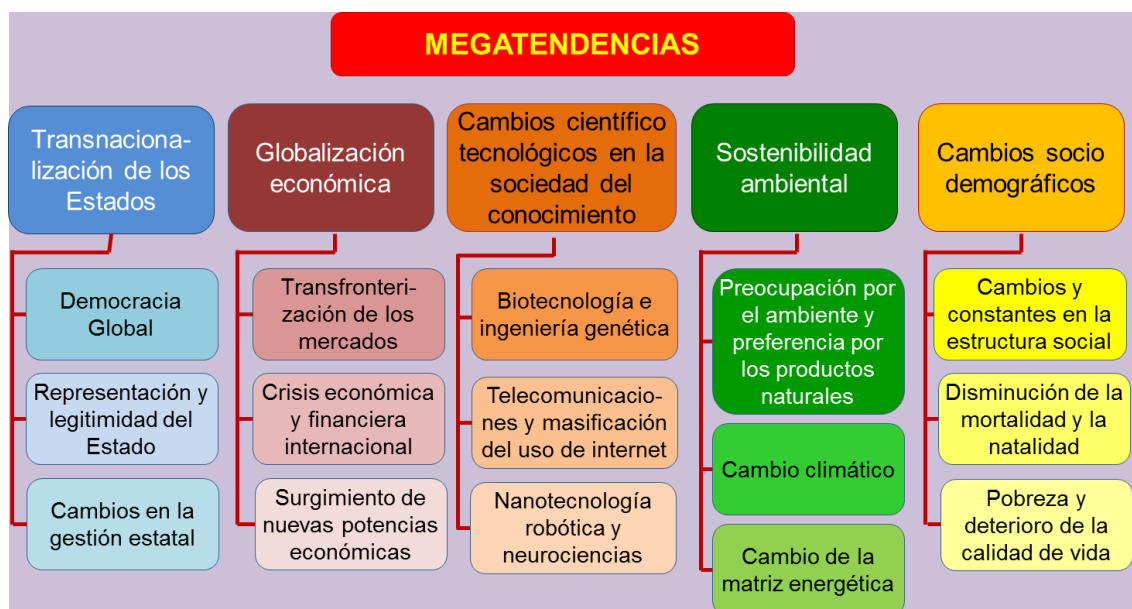 MEGATENDENCIAS
Transnaciona-
lización de los
Estados
Democracia
Global
Representación y
legitimidad del
Estado
Cambios en la
gestión estatal
Globalización
económica
Transfronteri-
zación de los
mercados
Crisis económica
y financiera
internacional
Surgimiento de
nuevas potencias
económicas
Cambios científico
tecnológicos en la
sociedad del
conocimiento
Biotecnología e
ingeniería genética
Telecomunicacio-
nes y masificación
del uso de internet
Nanotecnología
robótica y
neurociencias
Sostenibilidad
ambiental
Preocupación por
el ambiente y
preferencia por
los productos
naturales
Cambio climático
Cambio de la
matriz energética
Cambios socio
demográficos
Cambios y
constantes en la
estructura social
Disminución de la
mortalidad y la
natalidad
Pobreza y
deterioro de la
calidad de vida